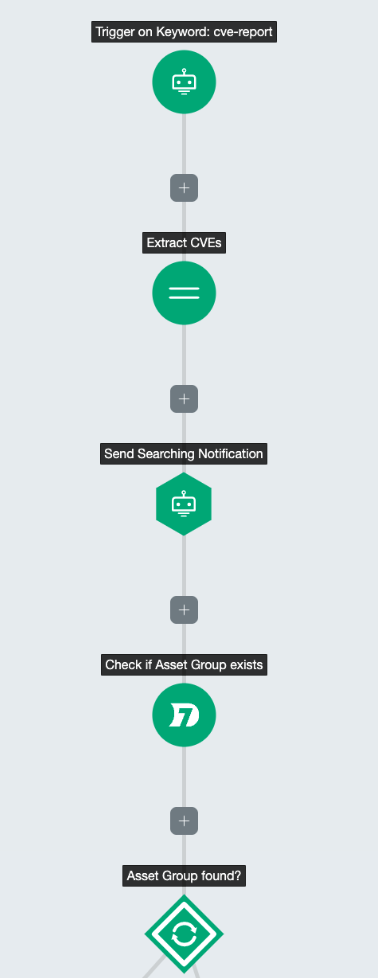 Trigger on Keyword: cve-report
Extract CVEs
Send Searching Notification
Check if Asset Group exists
Asset Group found?